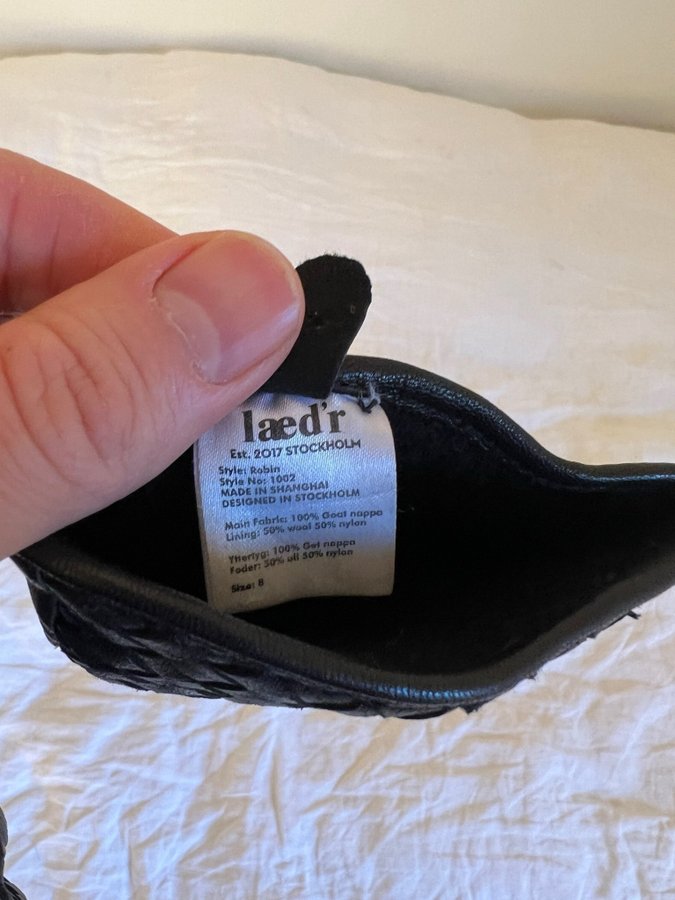 læd'r
Est. 2017 STOCKHOLM
Style: Robin
Style No: 1002
MADE IN SHANGHAI
DESIGNED IN STOCKHOLM
Main Fabric: 100% Goat nappa
Lining: 50% wool 50% nylon
Yttertyg: 100% Get nappa
Foder: 50% ull 50% nylon
Size: 8